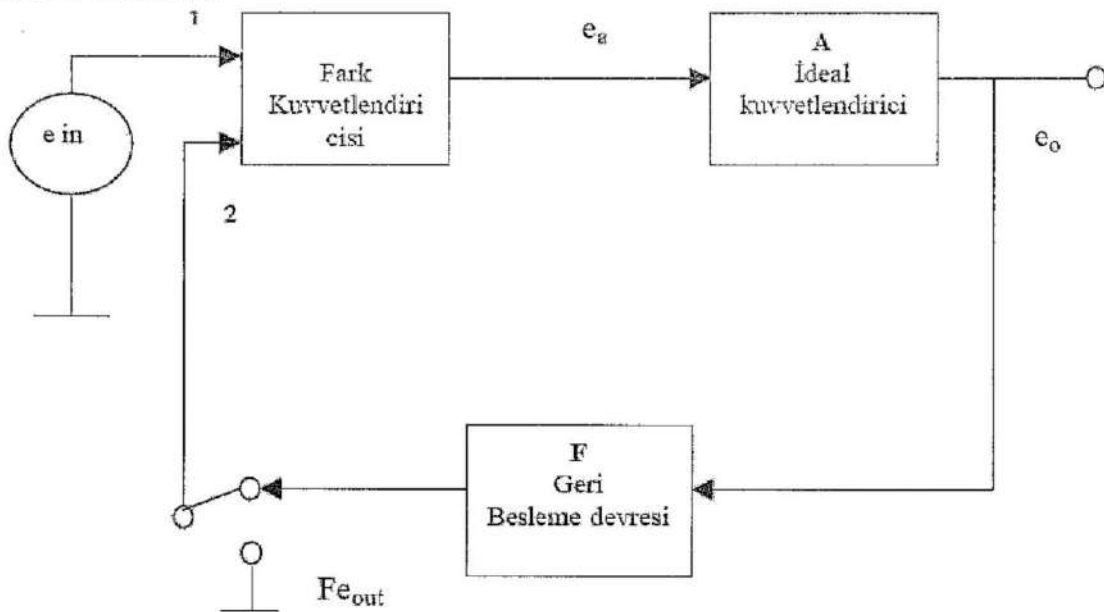 1
Fark
Kuvvetlendiri
cisi
e_a
A
İdeal
kuvvetlendirici
e in
e_o
2
F
Geri
Besleme devresi
Fe_out